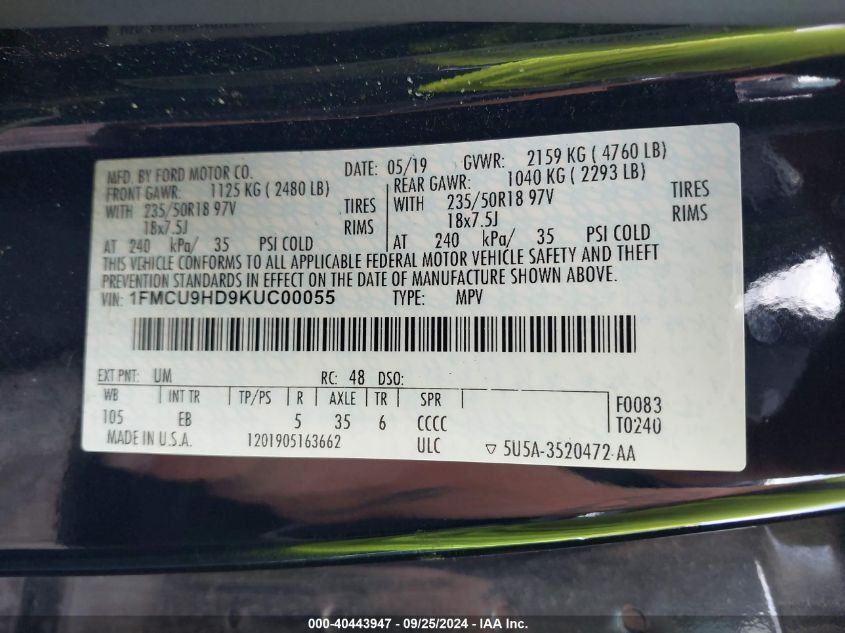 MFD. BY FORD MOTOR CO. DATE: 05/19 GVWR: 2159 KG ( 4760 LB)
FRONT GAWR: 1125 KG ( 2480 LB) REAR GAWR: 1040 KG ( 2293 LB)
WITH 235/50R18 97V TIRES WITH 235/50R18 97V TIRES
18x7.5J RIMS 18x7.5J RIMS
AT 240 kPa/ 35 PSI COLD AT 240 kPa/ 35 PSI COLD
THIS VEHICLE CONFORMS TO ALL APPLICABLE FEDERAL MOTOR VEHICLE SAFETY AND THEFT
PREVENTION STANDARDS IN EFFECT ON THE DATE OF MANUFACTURE SHOWN ABOVE.
VIN: 1FMCU9HD9KUC00055 TYPE: MPV
EXT PNT: UM RC: 48 DSO:
WB INT TR TP/PS R AXLE TR SPR F0083
105 EB 5 35 6 CCCC T0240
MADE IN U.S.A. 1201905163662 ULC ▽ 5U5A-3520472-AA
000-40443947 - 09/25/2024 - IAA Inc.